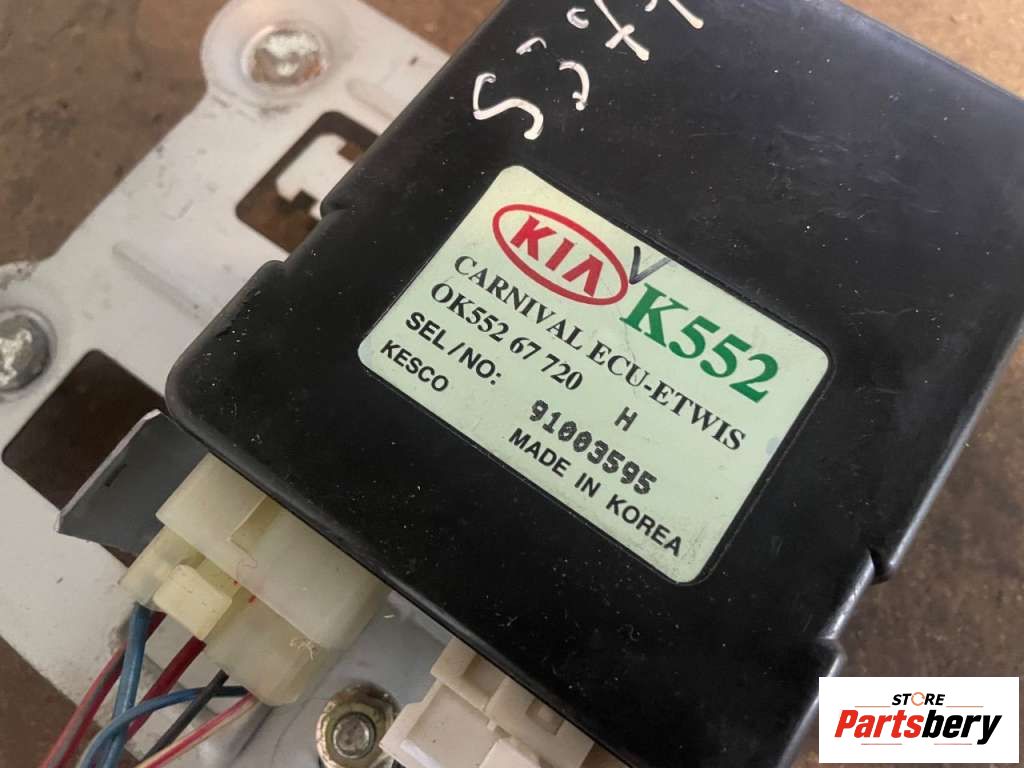 KIA
V
K552
CARNIVAL ECU-ETWIS
OK552 67 720 H
SEL/NO: 91003595
KESCO
MADE IN KOREA
STORE
Partsbery